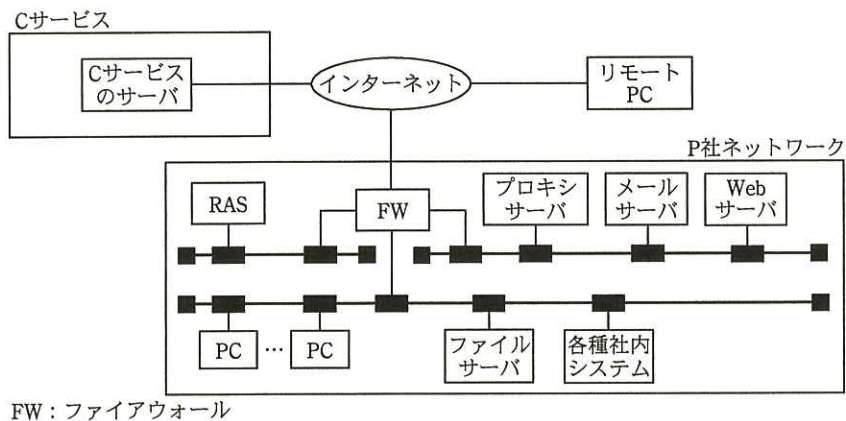 Cサービス
Cサービス
のサーバ
インターネット
リモート
PC
P社ネットワーク
RAS
FW
プロキシ
サーバ
メール
サーバ
Web
サーバ
PC
…
PC
ファイル
サーバ
各種社内
システム
FW:ファイアウォール